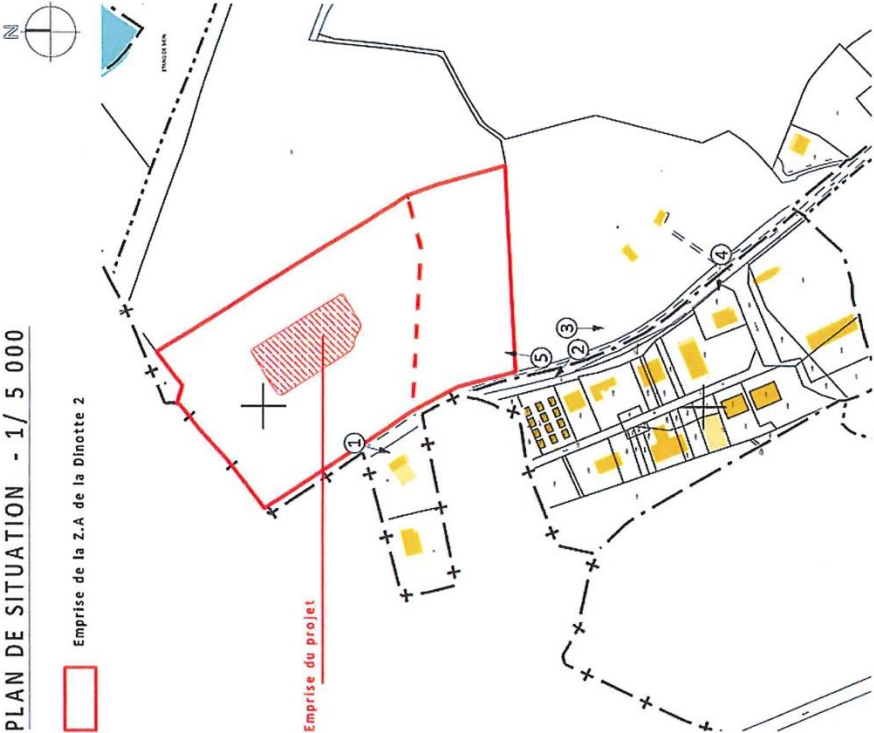 PLAN DE SITUATION - 1/ 5 000
Emprise de la Z.A de la Dinotte 2
Emprise du projet
N
1
2
3
4
5